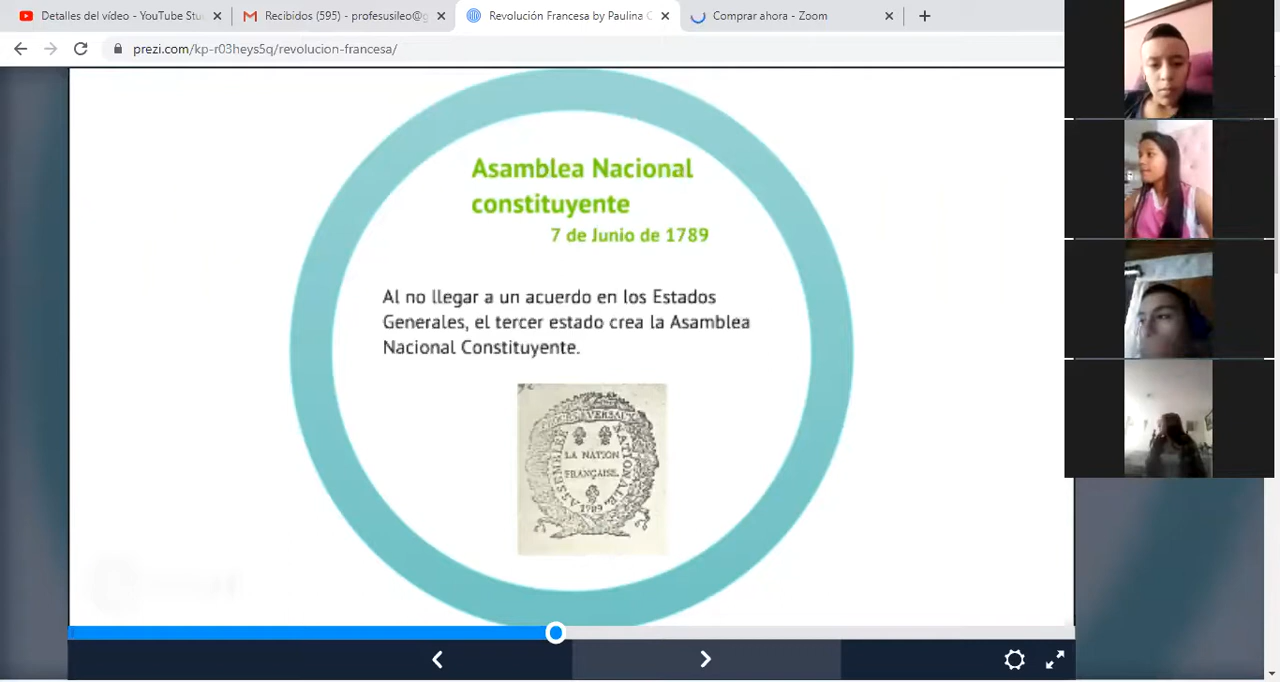 Detalles del vídeo - YouTube Stu
Recibidos (595) - profesusileo@g
Revolución Francesa by Paulina C
Comprar ahora - Zoom
prezi.com/kp-r03heys5q/revolucion-francesa/
Asamblea Nacional
constituyente
7 de Junio de 1789
Al no llegar a un acuerdo en los Estados
Generales, el tercer estado crea la Asamblea
Nacional Constituyente.
LA NATION
FRANÇAISE.
ASSEMBLÉE NATIONALE
1789